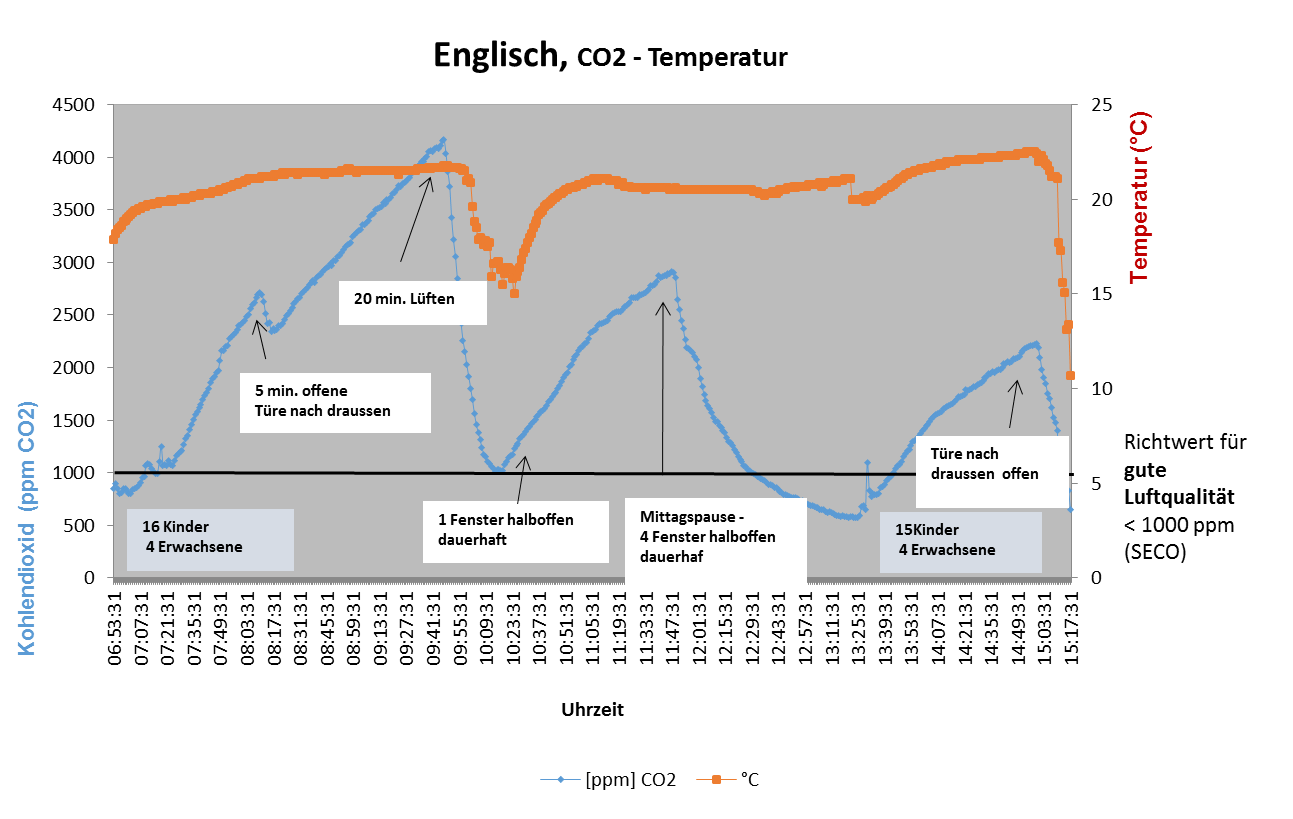 Englisch, CO2 - Temperatur
4500
4000
3500
3000
2500
2000
1500
1000
500
0
Kohlendioxid (ppm CO2)
25
20
15
10
5
0
Temperatur (°C)
20 min. Lüften
5 min. offene
Türe nach draussen
1 Fenster halboffen
dauerhaft
Mittagspause -
4 Fenster halboffen
dauerhaf
Türe nach
draussen offen
16 Kinder
4 Erwachsene
15Kinder
4 Erwachsene
Richtwert für
gute
Luftqualität
< 1000 ppm
(SECO)
06:53:31
07:07:31
07:21:31
07:35:31
07:49:31
08:03:31
08:17:31
08:31:31
08:45:31
08:59:31
09:13:31
09:27:31
09:41:31
09:55:31
10:09:31
10:23:31
10:37:31
10:51:31
11:05:31
11:19:31
11:33:31
11:47:31
12:01:31
12:15:31
12:29:31
12:57:31
13:11:31
13:25:31
13:39:31
13:53:31
14:07:31
14:21:31
14:35:31
14:49:31
15:03:31
15:17:31
Uhrzeit
[ppm] CO2
°C